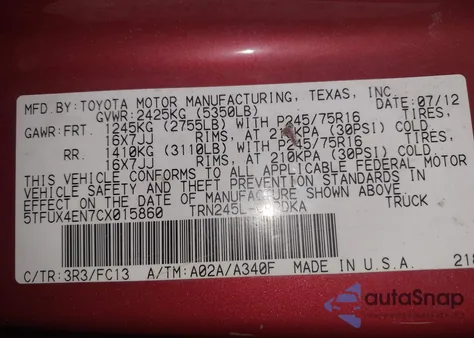 MFD.BY: TOYOTA MOTOR MANUFACTURING, TEXAS, INC.
GVWR: 2425KG (5350LB) DATE: 07/12
GAWR: FRT. 1245KG (2755LB) WITH P245/75R16 TIRES,
16X7JJ RIMS, AT 210KPA (30PSI) COLD
RR. 1410KG (3110LB) WITH P245/75R16 TIRES,
16X7JJ RIMS, AT 210KPA (30PSI) COLD
THIS VEHICLE CONFORMS TO ALL APPLICABLE FEDERAL MOTOR
VEHICLE SAFETY AND THEFT PREVENTION STANDARDS IN
EFFECT ON THE DATE OF MANUFACTURE SHOWN ABOVE.
5TFUX4EN7CX015860 TRUCK
C/TR: 3R3/FC13 A/TM: A02A/A340F MADE IN U.S.A.
autoSnap